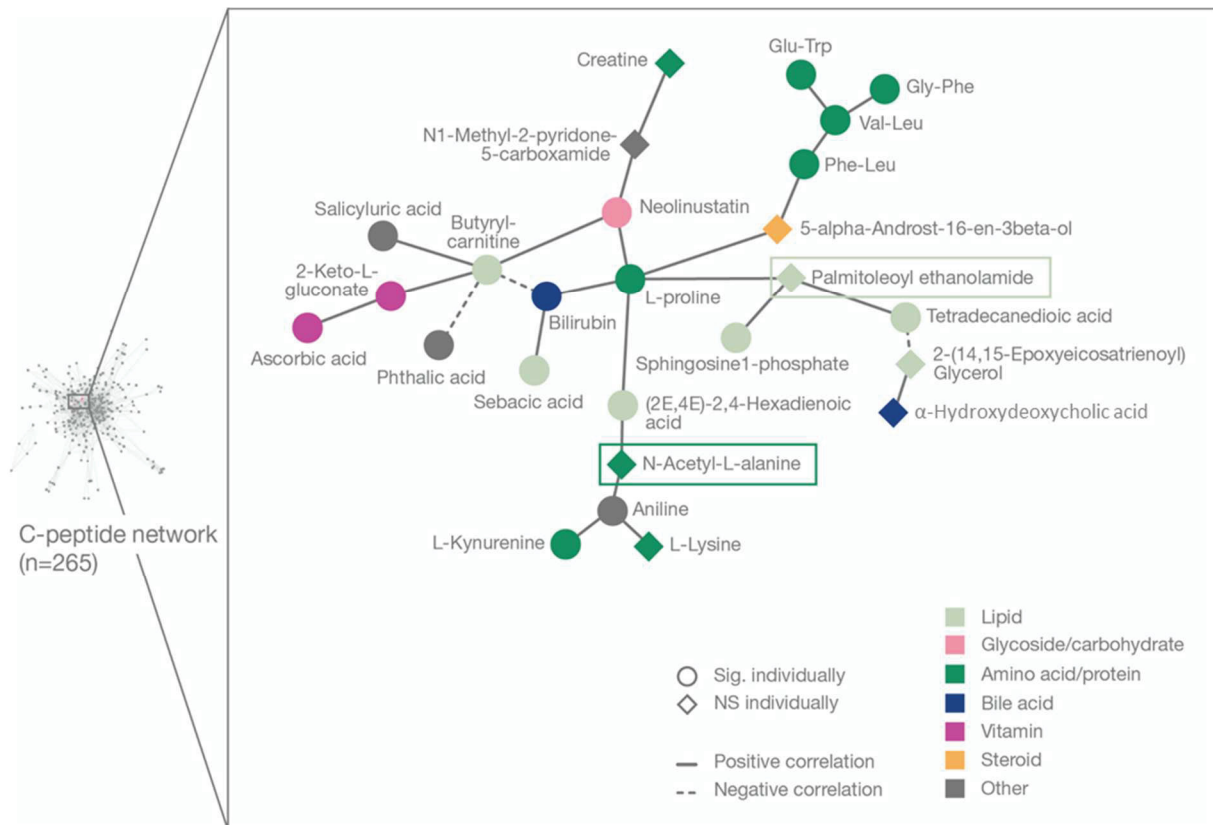 Creatine
Glu-Trp
Gly-Phe
Val-Leu
N1-Methyl-2-pyridone-
5-carboxamide
Phe-Leu
Salicyluric acid
Butyryl-
carnitine
Neolinustatin
5-alpha-Androst-16-en-3beta-ol
2-Keto-L-
gluconate
Palmitoleoyl ethanolamide
L-proline
Bilirubin
Ascorbic acid
Tetradecanedioic acid
Phthalic acid
Sphingosine1-phosphate
2-(14,15-Epoxyeicosatrienoyl)
Glycerol
Sebacic acid
(2E,4E)-2,4-Hexadienoic
acid
α-Hydroxydeoxycholic acid
N-Acetyl-L-alanine
Aniline
L-Kynurenine
L-Lysine
C-peptide network
(n=265)
Sig. individually
NS individually
Positive correlation
Negative correlation
Lipid
Glycoside/carbohydrate
Amino acid/protein
Bile acid
Vitamin
Steroid
Other